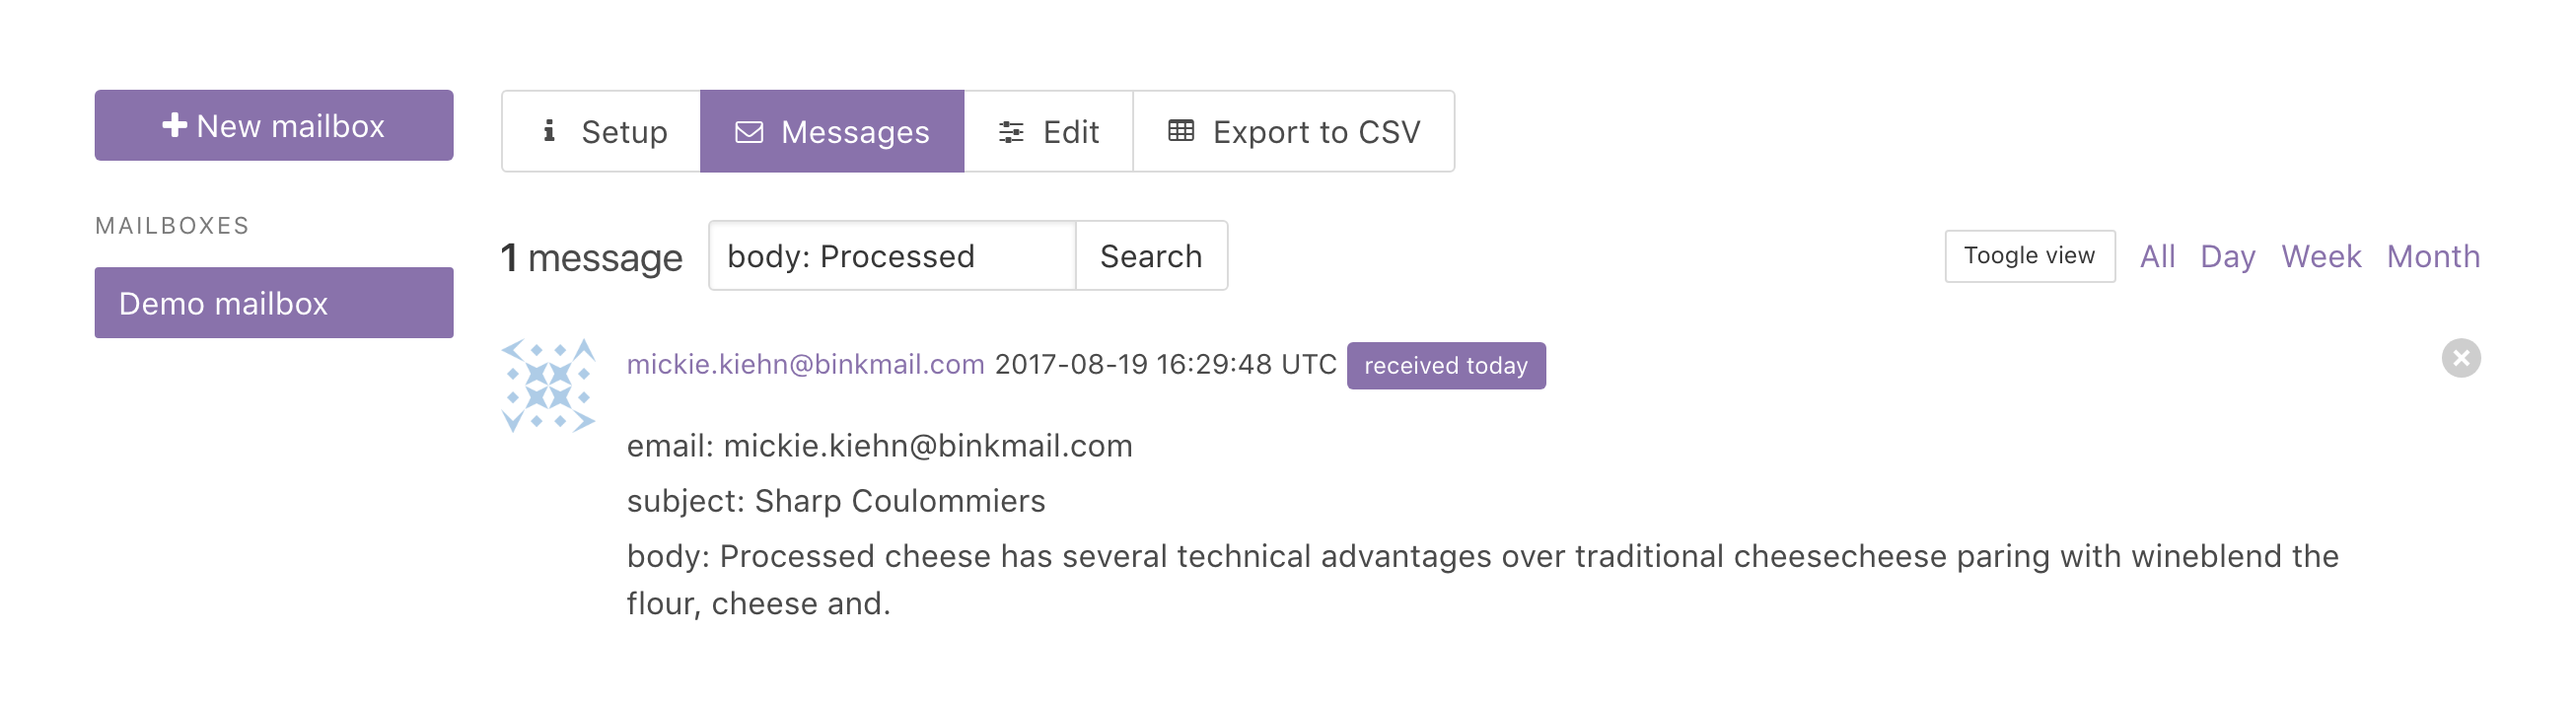 New mailbox
Setup
Messages
Edit
Export to CSV
MAILBOXES
Demo mailbox
1 message
body: Processed
Search
Toogle view
All
Day
Week
Month
mickie.kiehn@binkmail.com 2017-08-19 16:29:48 UTC received today
email: mickie.kiehn@binkmail.com
subject: Sharp Coulommiers
body: Processed cheese has several technical advantages over traditional cheesecheese paring with wineblend the
flour, cheese and.